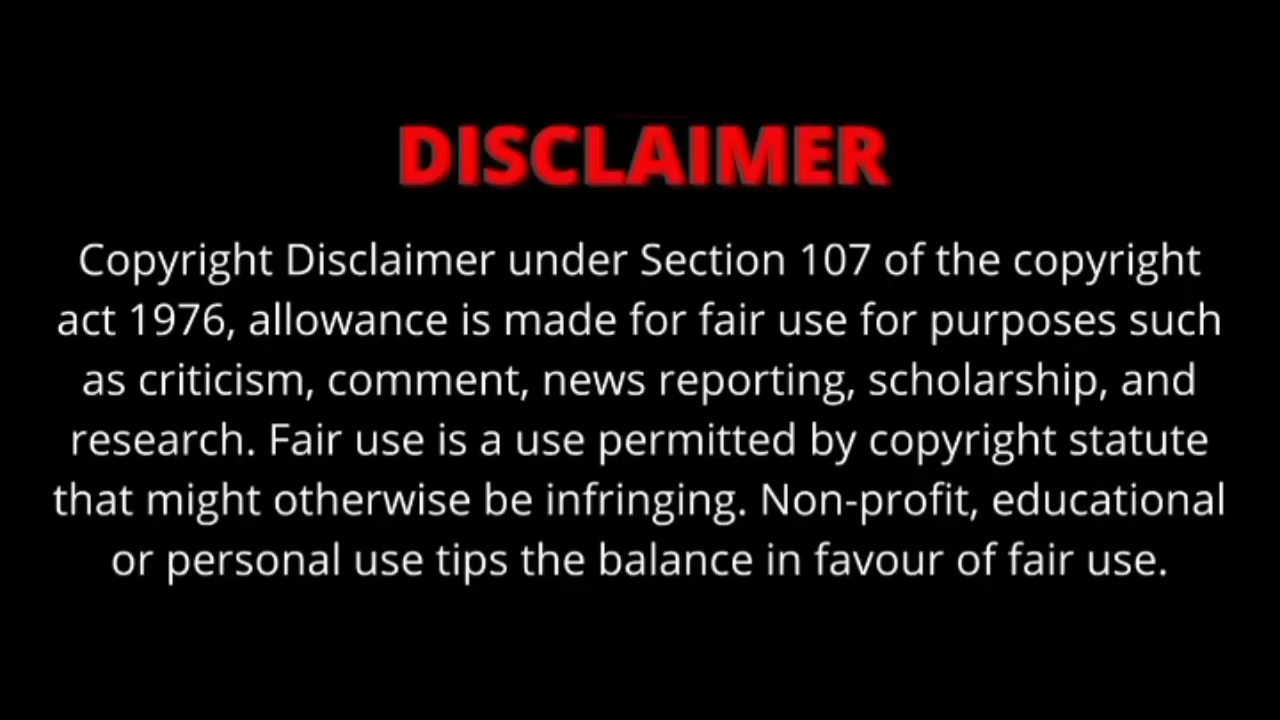 DISCLAIMER
Copyright Disclaimer under Section 107 of the copyright
act 1976, allowance is made for fair use for purposes such
as criticism, comment, news reporting, scholarship, and
research. Fair use is a use permitted by copyright statute
that might otherwise be infringing. Non-profit, educational
or personal use tips the balance in favour of fair use.